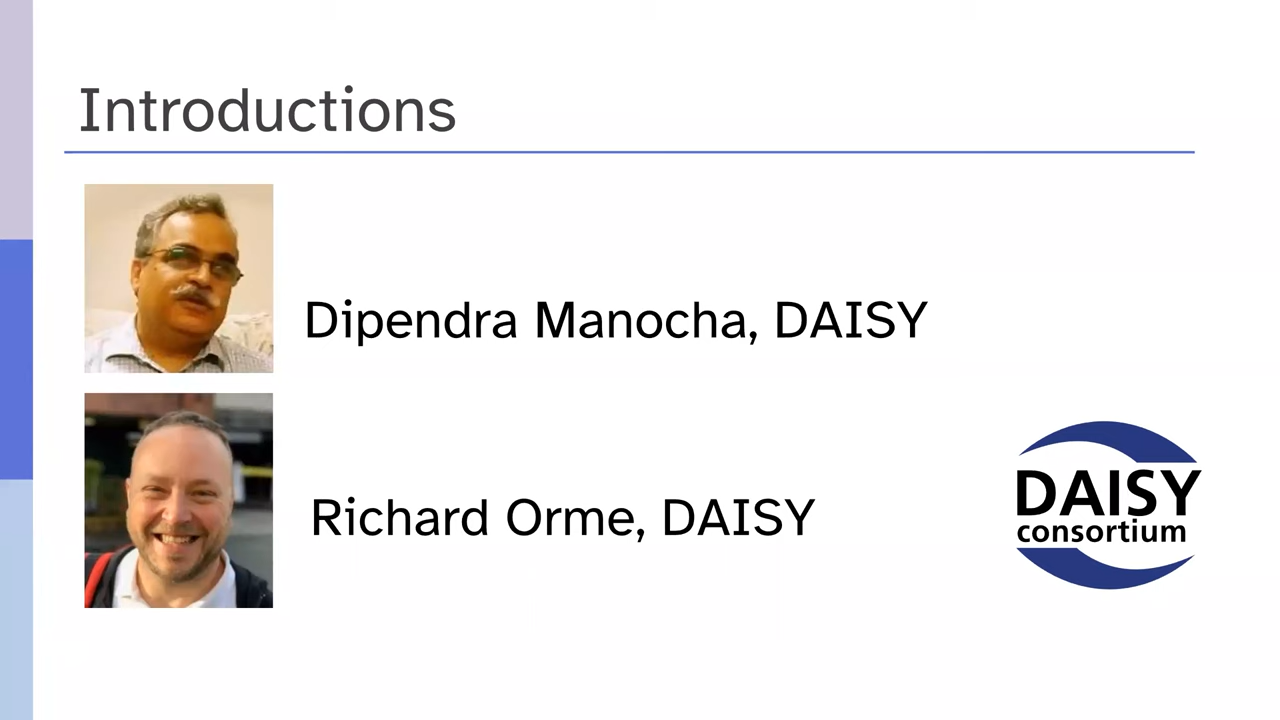 Introductions
Dipendra Manocha, DAISY
Richard Orme, DAISY
DAISY
consortium